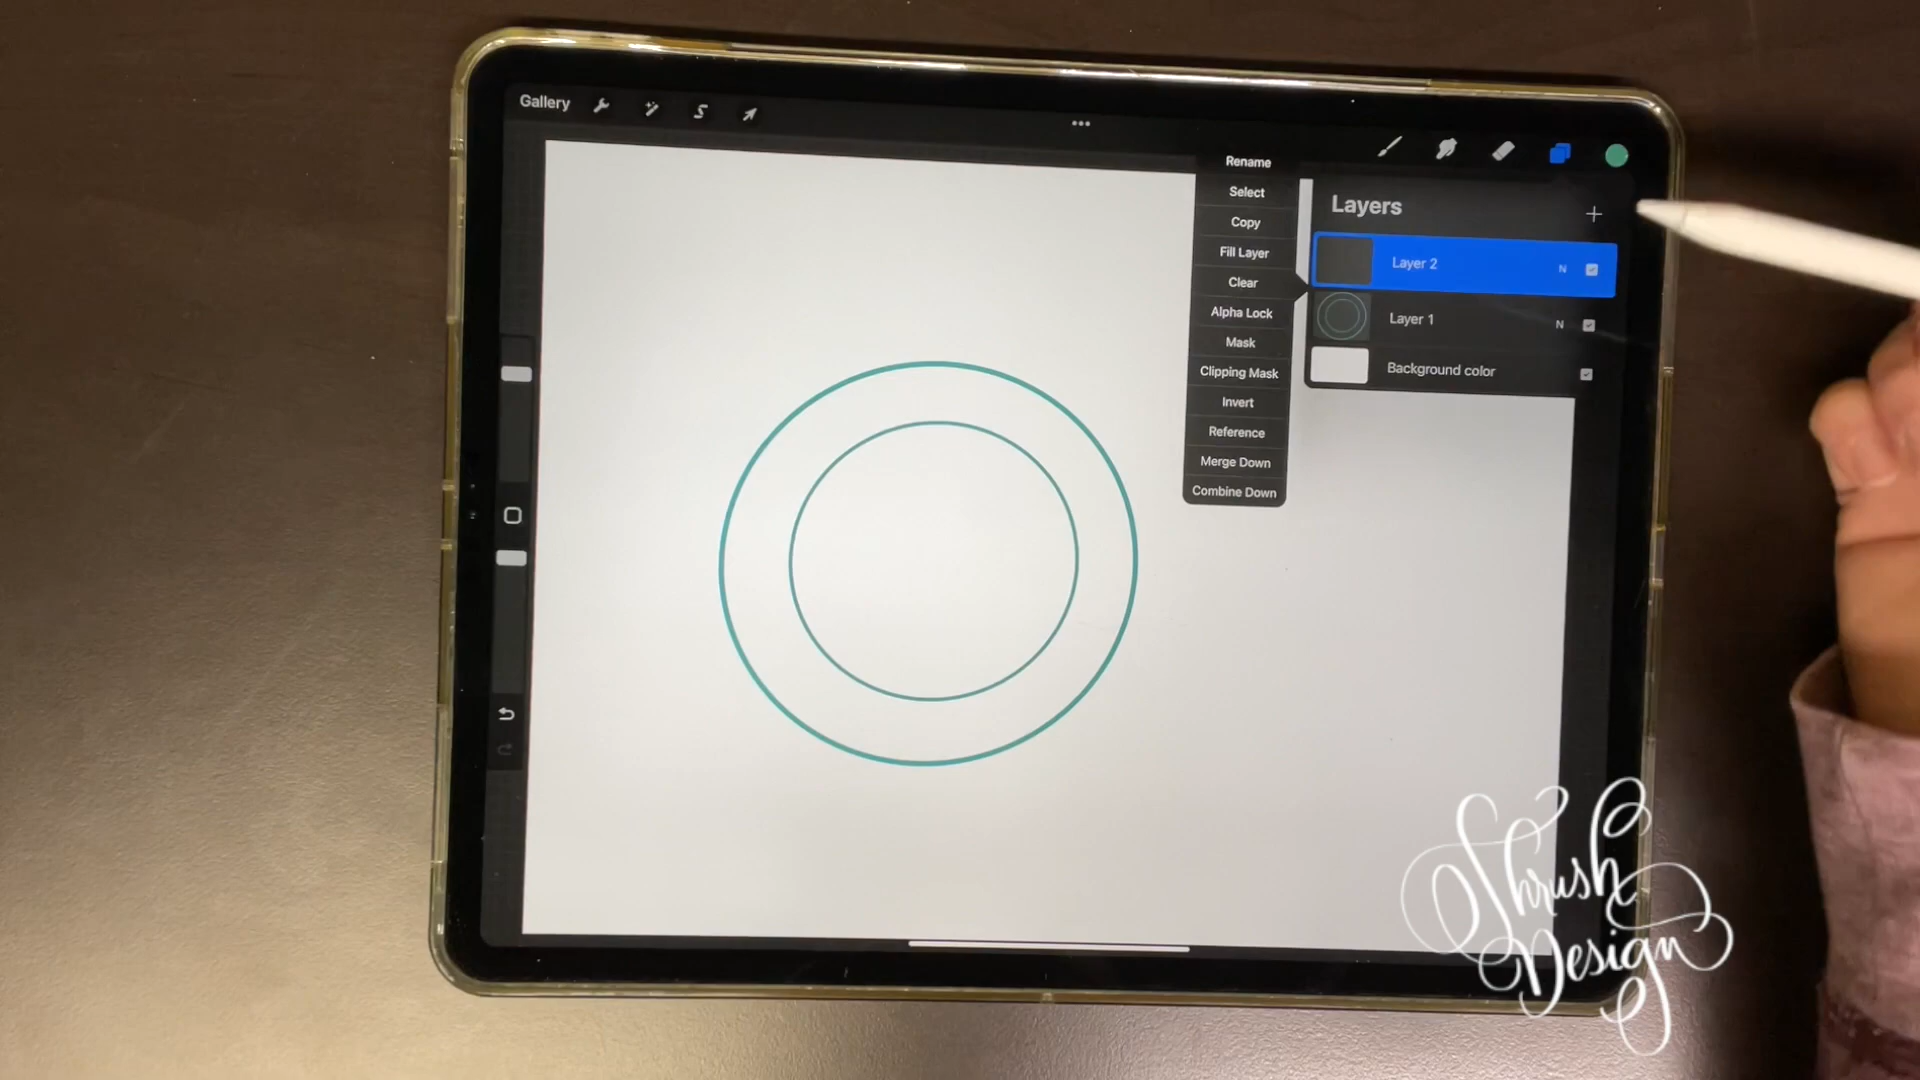 Gallery
Rename
Select
Copy
Fill Layer
Clear
Alpha Lock
Mask
Clipping Mask
Invert
Reference
Merge Down
Combine Down
Layers
Layer 2 N
Layer 1 N
Background color
Shrush
Design